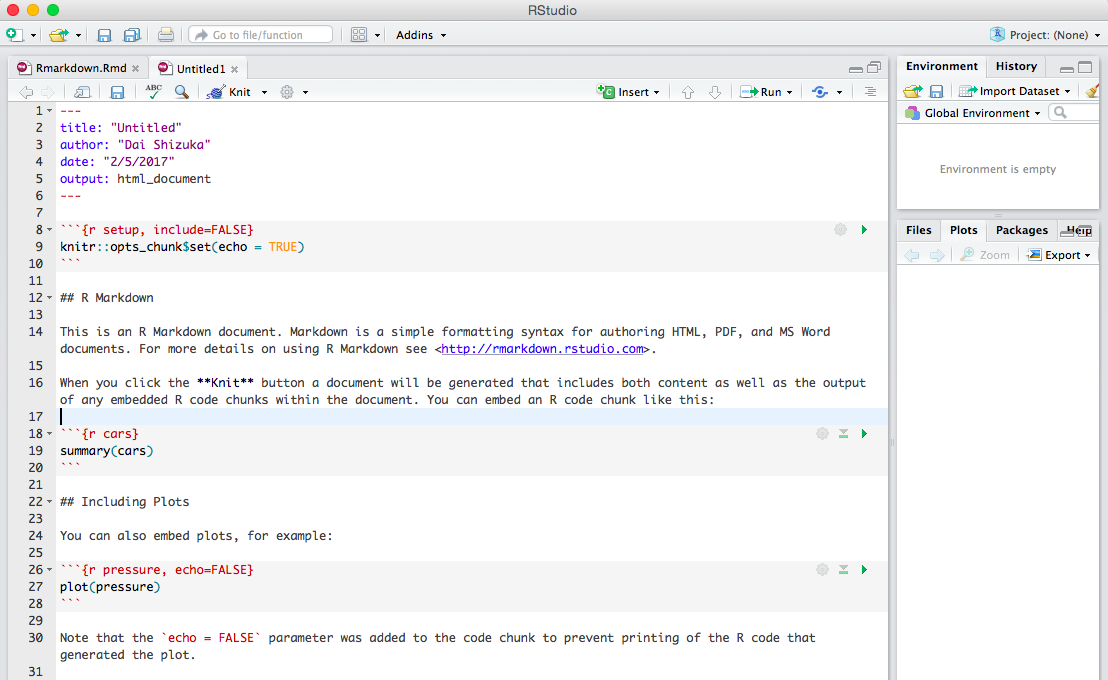 RStudio
Go to file/function
Addins
Project: (None)
Rmarkdown.Rmd
Untitled1
Environment
History
ABC
Knit
Insert
Run
Import Dataset
Global Environment
Environment is empty
Files
Plots
Packages
Help
Zoom
Export
1 ---
2 title: "Untitled"
3 author: "Dai Shizuka"
4 date: "2/5/2017"
5 output: html_document
6 ---
7
8 ```{r setup, include=FALSE}
9 knitr::opts_chunk$set(echo = TRUE)
10 ```
11
12 ## R Markdown
13
14 This is an R Markdown document. Markdown is a simple formatting syntax for authoring HTML, PDF, and MS Word
documents. For more details on using R Markdown see <http://rmarkdown.rstudio.com>.
15
16 When you click the **Knit** button a document will be generated that includes both content as well as the output
of any embedded R code chunks within the document. You can embed an R code chunk like this:
17
18 ```{r cars}
19 summary(cars)
20 ```
21
22 ## Including Plots
23
24 You can also embed plots, for example:
25
26 ```{r pressure, echo=FALSE}
27 plot(pressure)
28 ```
29
30 Note that the `echo = FALSE` parameter was added to the code chunk to prevent printing of the R code that
generated the plot.
31